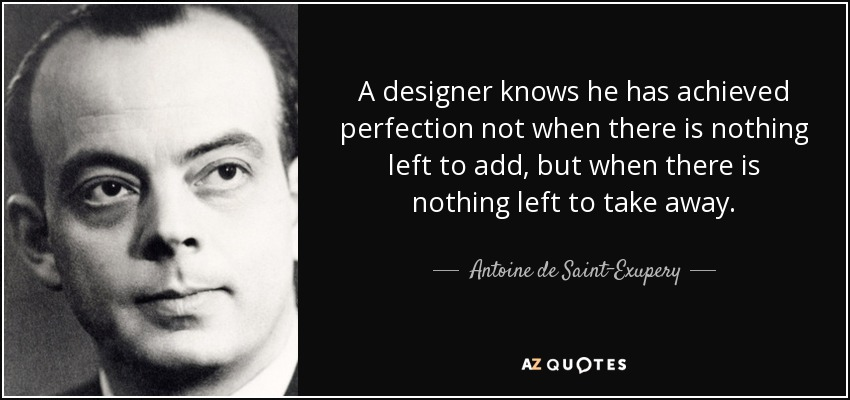 A designer knows he has achieved
perfection not when there is nothing
left to add, but when there is
nothing left to take away.
Antoine de Saint-Exupery
AZ QUOTES